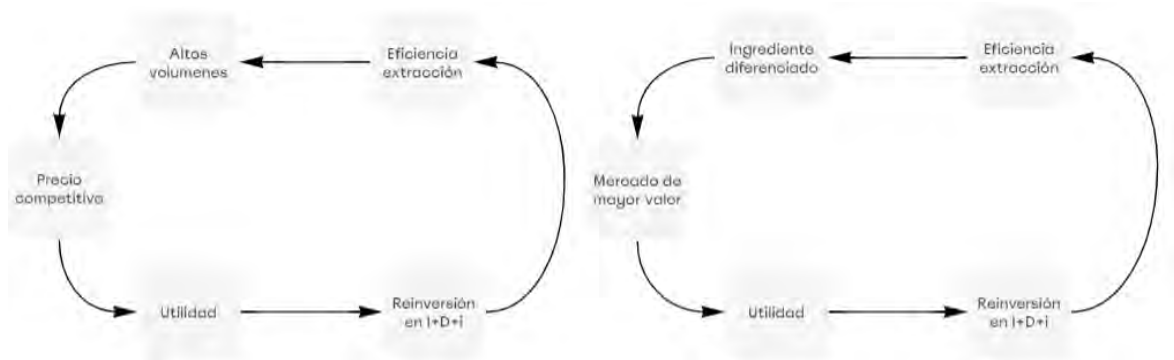 Altos
volumenes
Eficiencia
extracción
Precio
competitivo
Utilidad
Reinversión
en I+D+i
Ingrediente
diferenciado
Eficiencia
extracción
Mercado de
mayor valor
Utilidad
Reinversión
en I+D+i